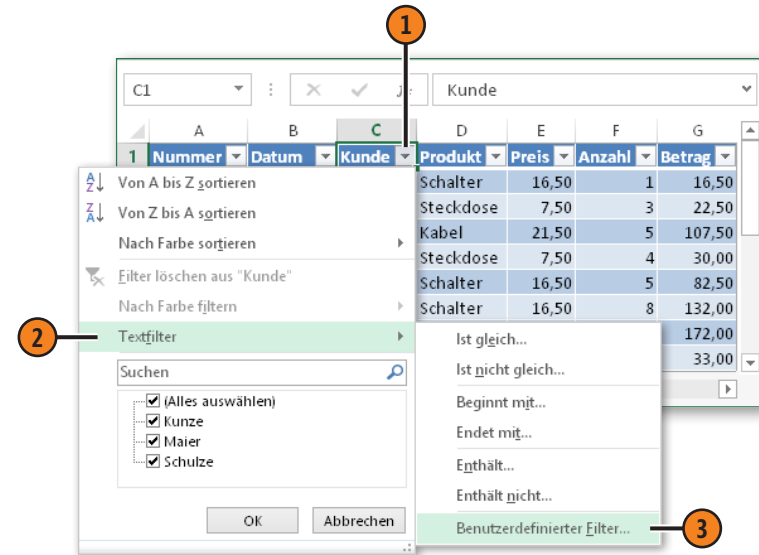 1
C1 Kunde
A B C D E F G
1 Nummer Datum Kunde Produkt Preis Anzahl Betrag
Schalter 16,50 1 16,50
Steckdose 7,50 3 22,50
Kabel 21,50 5 107,50
Steckdose 7,50 4 30,00
Schalter 16,50 5 82,50
Schalter 16,50 8 132,00
172,00
33,00
Von A bis Z sortieren
Von Z bis A sortieren
Nach Farbe sortieren
Filter löschen aus "Kunde"
Nach Farbe filtern
2 Textfilter
Suchen
(Alles auswählen)
Kunze
Maier
Schulze
OK Abbrechen
Ist gleich...
Ist nicht gleich...
Beginnt mit...
Endet mit...
Enthält...
Enthält nicht...
Benutzerdefinierter Filter... 3